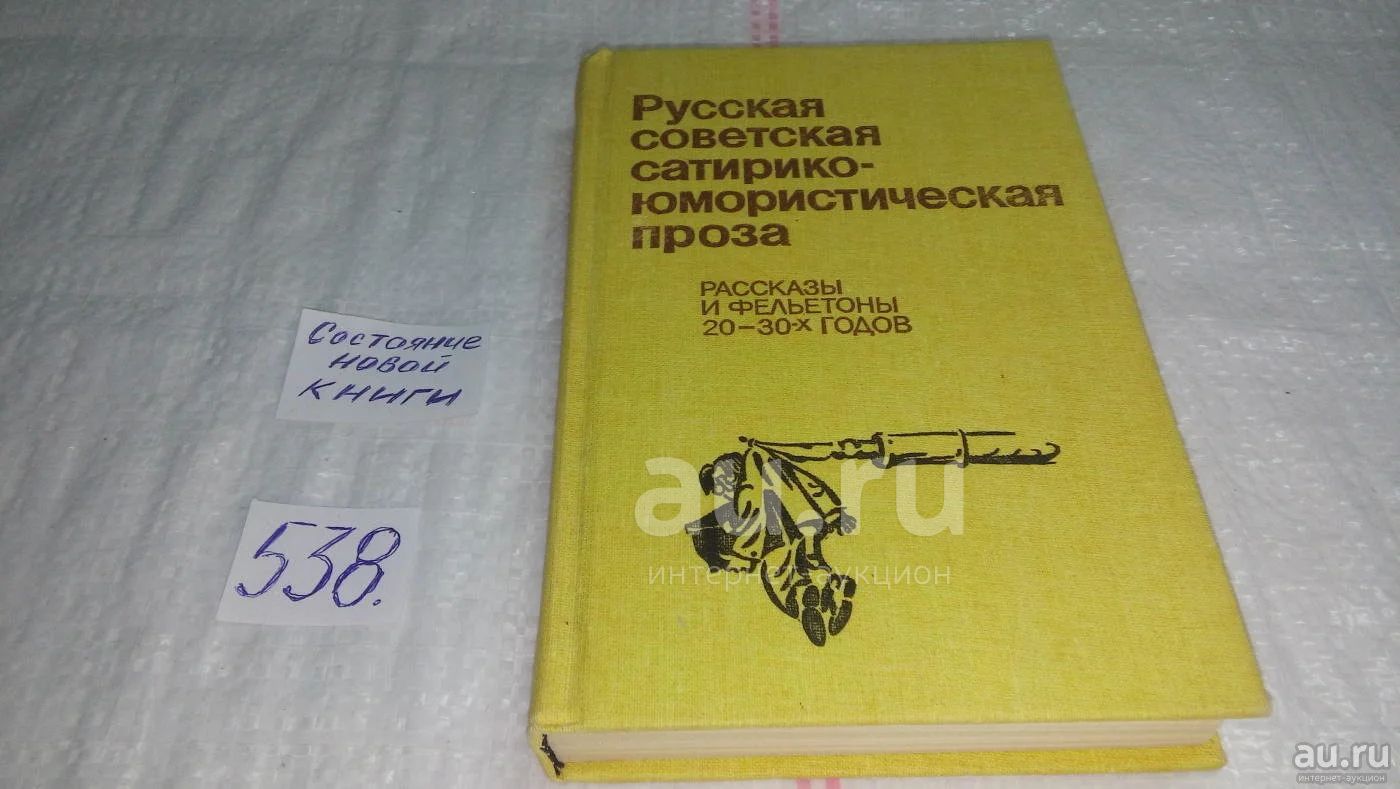 Русская
советская
сатирико-
юмористическая
проза
РАССКАЗЫ
И ФЕЛЬЕТОНЫ
20–30-х ГОДОВ
Состояние
новой
книги
538.
au.ru
интернет-аукцион
au.ru
интернет-аукцион